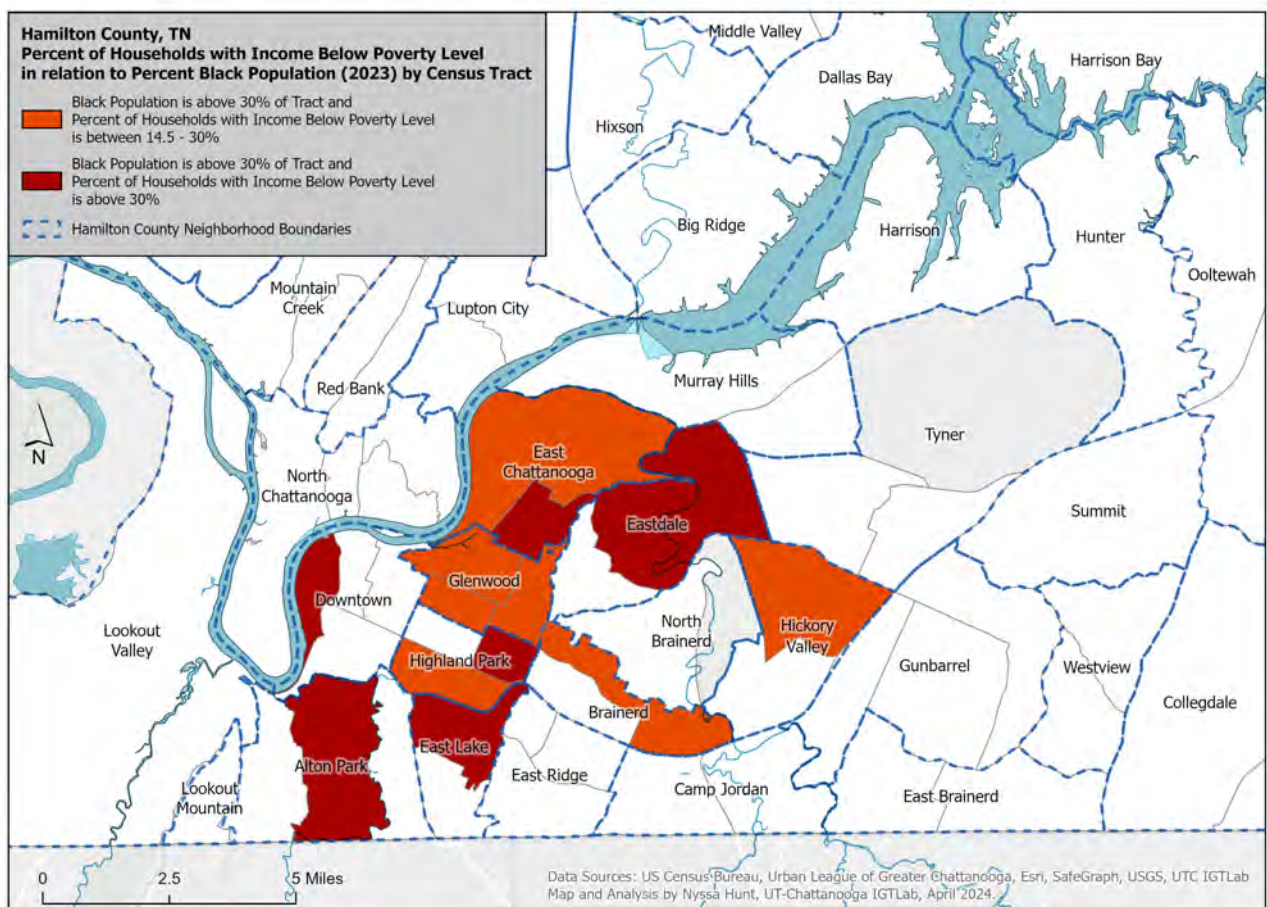 Hamilton County, TN
Percent of Households with Income Below Poverty Level
in relation to Percent Black Population (2023) by Census Tract
Black Population is above 30% of Tract and
Percent of Households with Income Below Poverty Level
is between 14.5 - 30%
Black Population is above 30% of Tract and
Percent of Households with Income Below Poverty Level
is above 30%
Hamilton County Neighborhood Boundaries
Middle Valley
Dallas Bay
Harrison Bay
Hixson
Big Ridge
Harrison
Hunter
Ooltewah
Mountain
Creek
Lupton City
Red Bank
Murray Hills
Tyner
N
East
Chattanooga
North
Chattanooga
Summit
Eastdale
Glenwood
Downtown
North
Brainerd
Hickory
Valley
Lookout
Valley
Highland Park
Gunbarrel
Westview
Collegdale
Brainerd
East Lake
Alton Park
East Ridge
Camp Jordan
East Brainerd
Lookout
Mountain
0 2.5 5 Miles
Data Sources: US Census Bureau, Urban League of Greater Chattanooga, Esri, SafeGraph, USGS, UTC IGTLab
Map and Analysis by Nyssa Hunt, UT-Chattanooga IGTLab, April 2024.